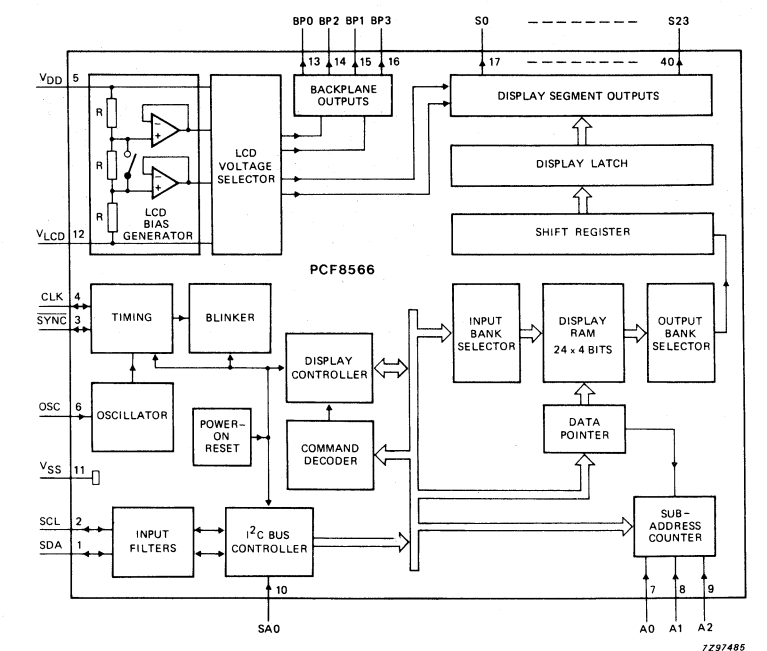 BP0 BP2 BP1 BP3 S0 S23
13 14 15 16 17 40
VDD 5
BACKPLANE
OUTPUTS
DISPLAY SEGMENT OUTPUTS
R
R
R
- +
- +
LCD
VOLTAGE
SELECTOR
DISPLAY LATCH
LCD
BIAS
GENERATOR
VLCD 12
SHIFT REGISTER
PCF8566
CLK 4
SYNC 3
TIMING
BLINKER
DISPLAY
CONTROLLER
INPUT
BANK
SELECTOR
DISPLAY
RAM
24 x 4 BITS
OUTPUT
BANK
SELECTOR
OSC 6
OSCILLATOR
POWER-
ON
RESET
COMMAND
DECODER
DATA
POINTER
VSS 11
SCL 2
SDA 1
INPUT
FILTERS
I²C BUS
CONTROLLER
SUB-
ADDRESS
COUNTER
10
7 8 9
SA0
A0 A1 A2
7Z97485